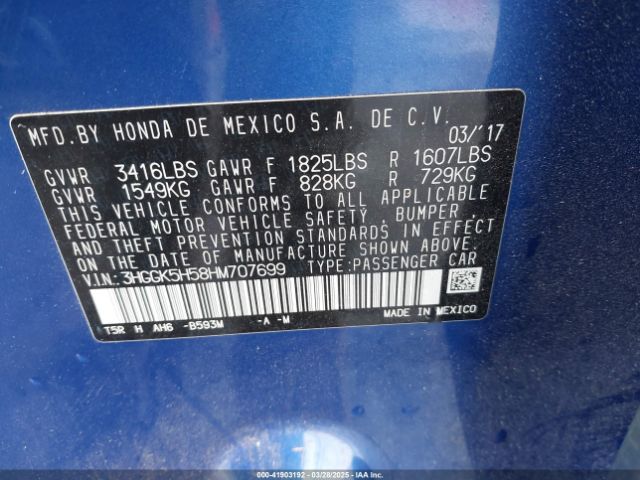 MFD.BY HONDA DE MEXICO S.A. DE C.V.
03/'17
GVWR 3416LBS GAWR F 1825LBS R 1607LBS
GVWR 1549KG GAWR F 828KG R 729KG
THIS VEHICLE CONFORMS TO ALL APPLICABLE
FEDERAL MOTOR VEHICLE SAFETY, BUMPER,
AND THEFT PREVENTION STANDARDS IN EFFECT
ON THE DATE OF MANUFACTURE SHOWN ABOVE.
V.I.N.:3HGGK5H58HM707699 TYPE:PASSENGER CAR
T5R H AH6 -B593M -A -M
MADE IN MEXICO
000-41903192 | 03/28/2025 | IAA Inc.